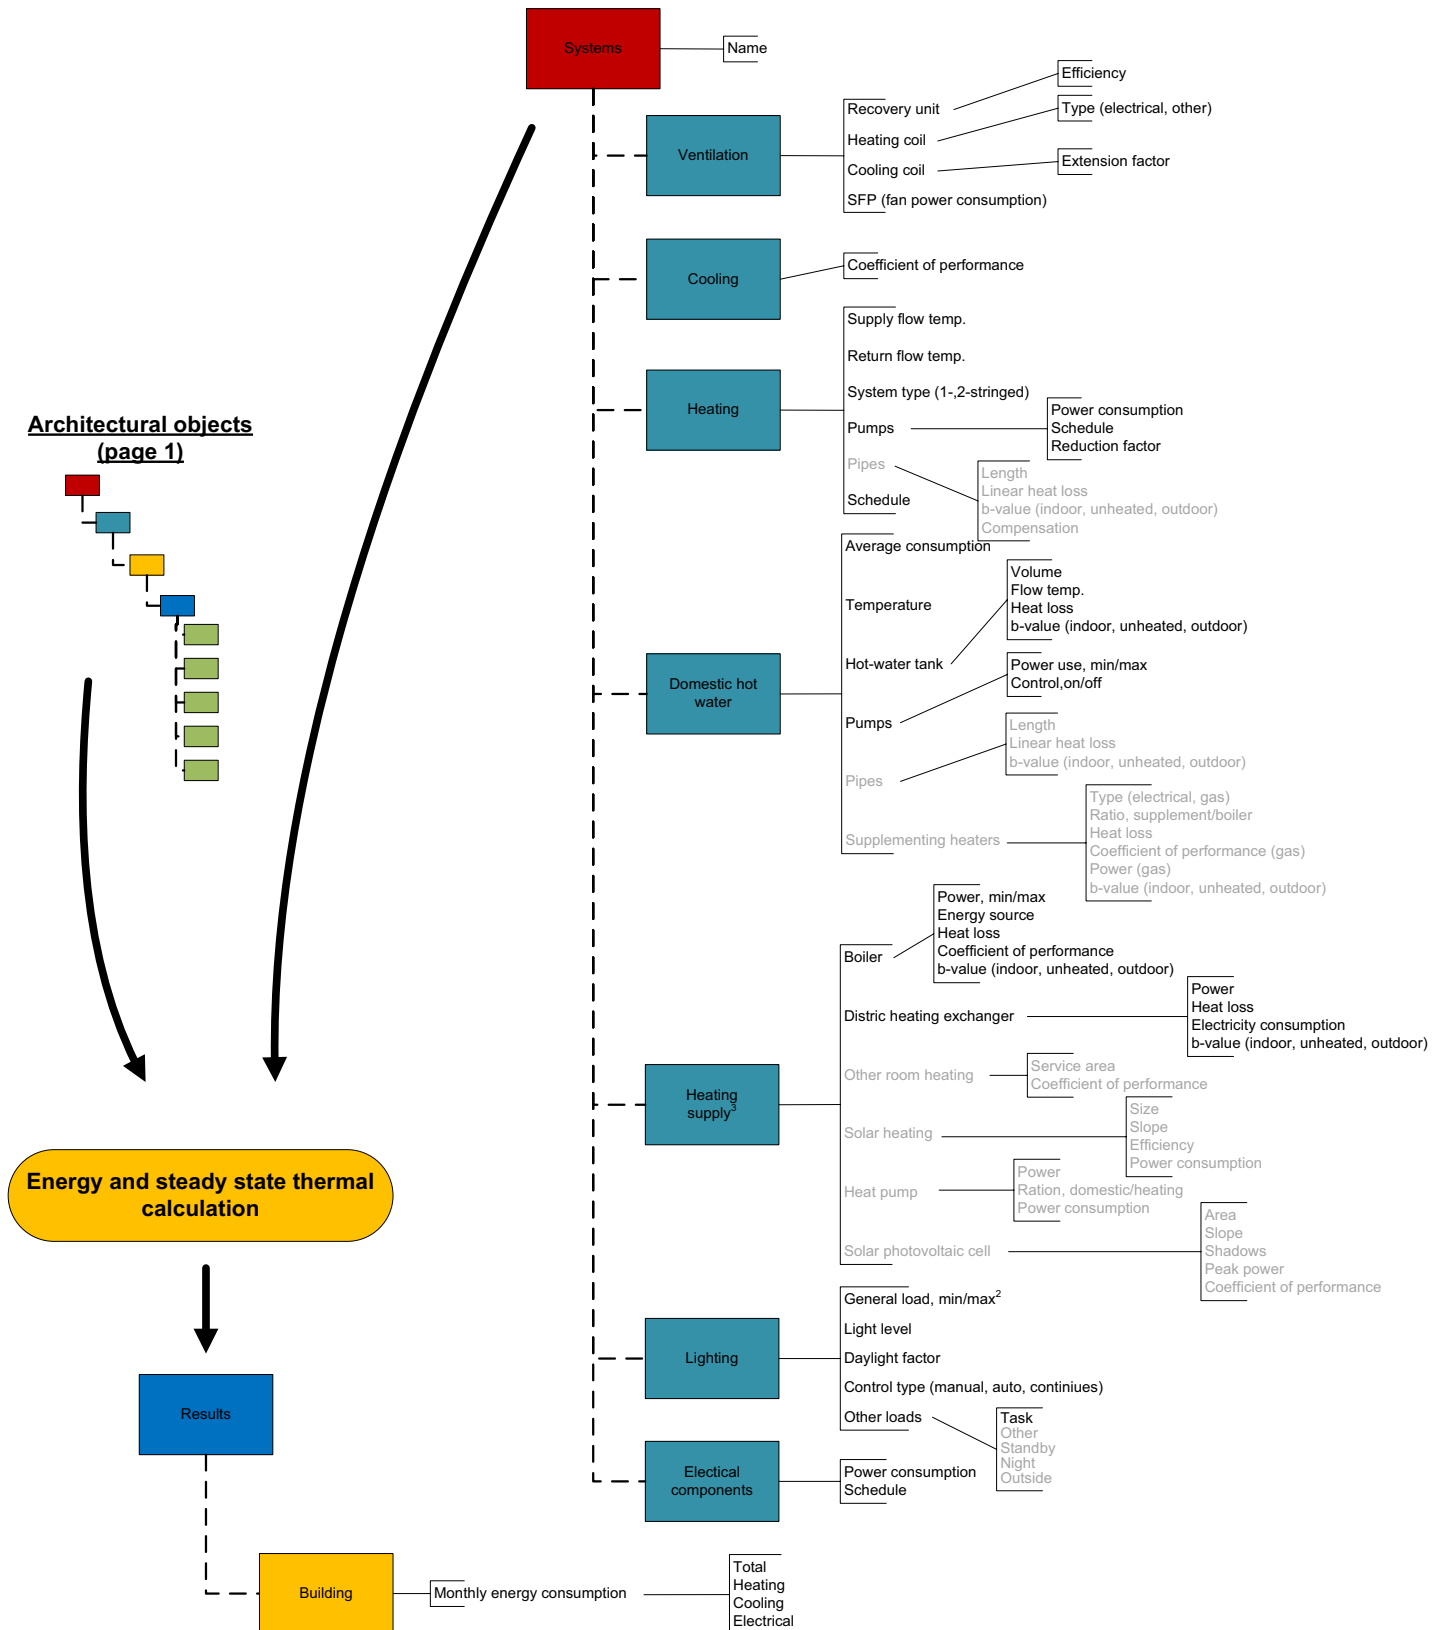 Systems
Name
Ventilation
Recovery unit
Heating coil
Cooling coil
SFP (fan power consumption)
Efficiency
Type (electrical, other)
Extension factor
Cooling
Coefficient of performance
Heating
Supply flow temp.
Return flow temp.
System type (1-,2-stringed)
Pumps
Pipes
Schedule
Power consumption
Schedule
Reduction factor
Length
Linear heat loss
b-value (indoor, unheated, outdoor)
Compensation
Architectural objects
(page 1)
Domestic hot
water
Average consumption
Temperature
Hot-water tank
Pumps
Pipes
Supplementing heaters
Volume
Flow temp.
Heat loss
b-value (indoor, unheated, outdoor)
Power use, min/max
Control,on/off
Length
Linear heat loss
b-value (indoor, unheated, outdoor)
Type (electrical, gas)
Ratio, supplement/boiler
Heat loss
Coefficient of performance (gas)
Power (gas)
b-value (indoor, unheated, outdoor)
Heating
supply3
Boiler
Distric heating exchanger
Other room heating
Solar heating
Heat pump
Solar photovoltaic cell
Power, min/max
Energy source
Heat loss
Coefficient of performance
b-value (indoor, unheated, outdoor)
Power
Heat loss
Electricity consumption
b-value (indoor, unheated, outdoor)
Service area
Coefficient of performance
Size
Slope
Efficiency
Power consumption
Power
Ration, domestic/heating
Power consumption
Area
Slope
Shadows
Peak power
Coefficient of performance
Energy and steady state thermal
calculation
Lighting
General load, min/max2
Light level
Daylight factor
Control type (manual, auto, continiues)
Other loads
Task
Other
Standby
Night
Outside
Electical
components
Power consumption
Schedule
Results
Building
Monthly energy consumption
Total
Heating
Cooling
Electrical